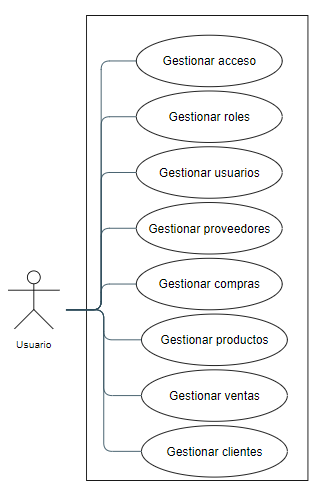 Gestionar acceso
Gestionar roles
Gestionar usuarios
Gestionar proveedores
Gestionar compras
Usuario
Gestionar productos
Gestionar ventas
Gestionar clientes